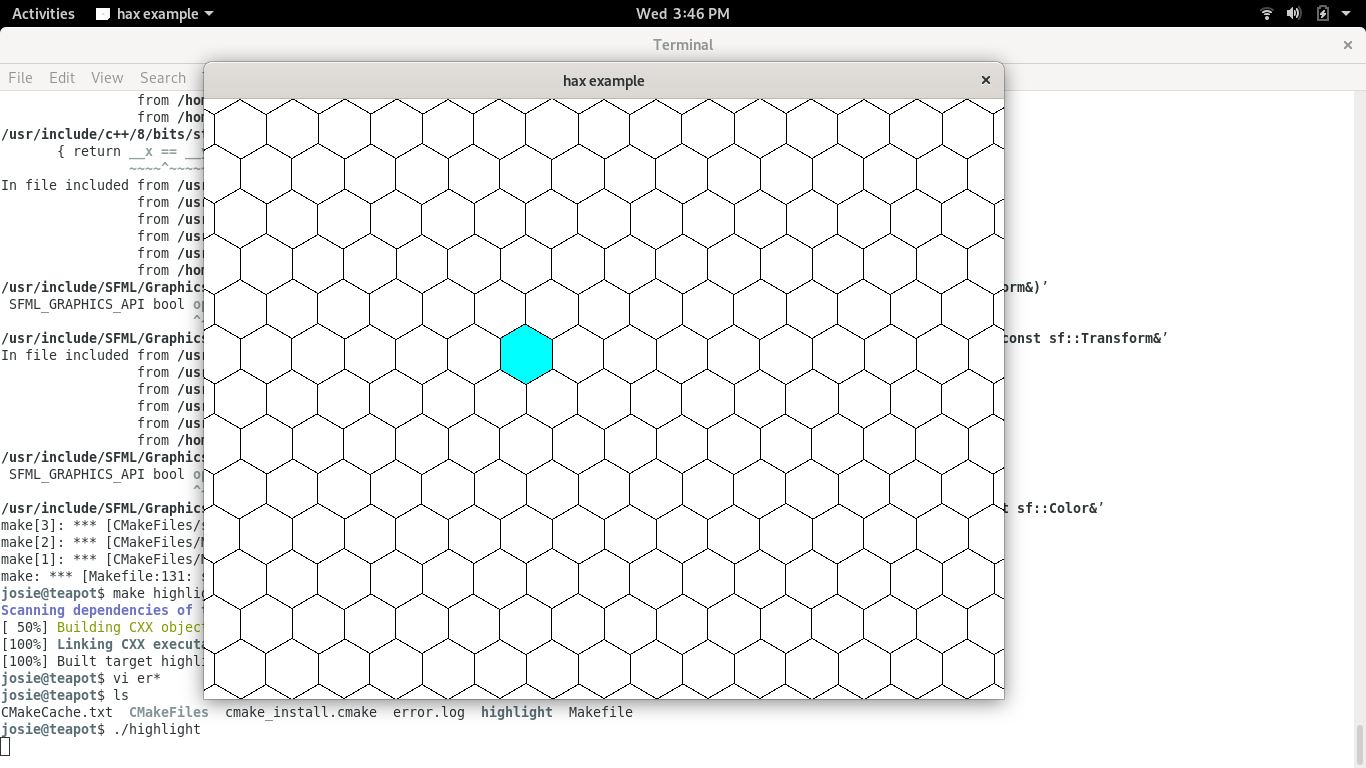 Activities hax example Wed 3:46 PM
Terminal
File Edit View Search
hax example
from /hom
from /hom
/usr/include/c++/8/bits/st
{ return __x == __y
~~~~^~~~~
In file included from /usr
from /usr
from /usr
from /usr
from /usr
from /hom
/usr/include/SFML/Graphics orm&)’
SFML_GRAPHICS_API bool op
^~
/usr/include/SFML/Graphics const sf::Transform&’
In file included from /usr
from /usr
from /usr
from /usr
from /usr
from /hom
/usr/include/SFML/Graphics
SFML_GRAPHICS_API bool op
^~
/usr/include/SFML/Graphics t sf::Color&’
make[3]: *** [CMakeFiles/s
make[2]: *** [CMakeFiles/M
make[1]: *** [CMakeFiles/M
make: *** [Makefile:131: s
josie@teapot$ make highlig
Scanning dependencies of t
[ 50%] Building CXX object
[100%] Linking CXX executa
[100%] Built target highli
josie@teapot$ vi er*
josie@teapot$ ls
CMakeCache.txt CMakeFiles cmake_install.cmake error.log highlight Makefile
josie@teapot$ ./highlight